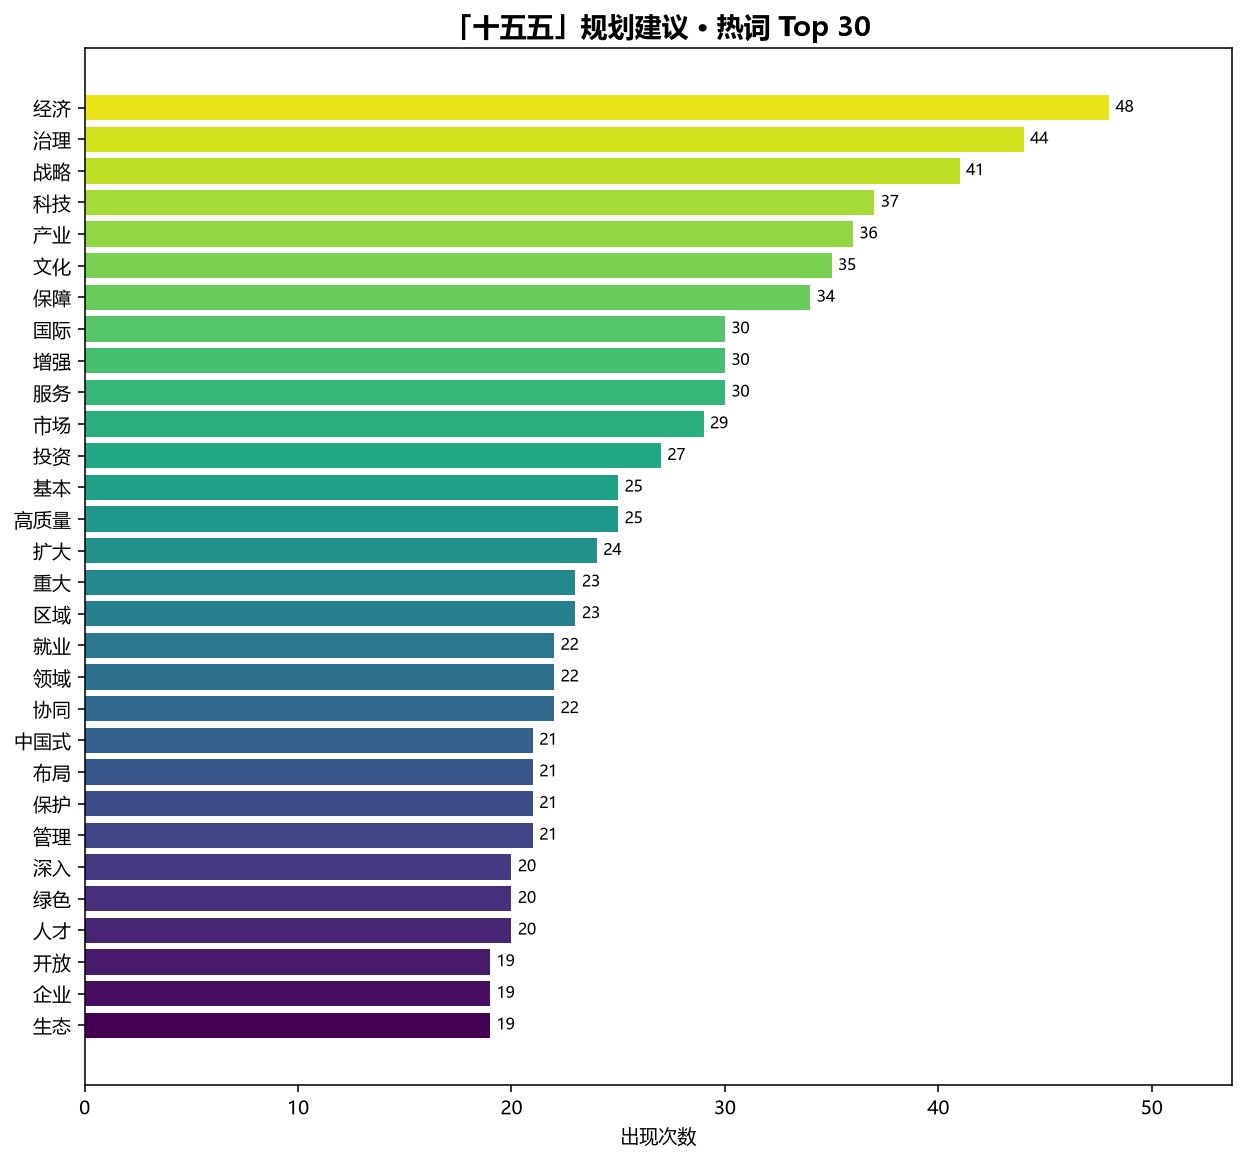 「十五五」规划建议 · 热词 Top 30
经济 48
治理 44
战略 41
科技 37
产业 36
文化 35
保障 34
国际 30
增强 30
服务 30
市场 29
投资 27
基本 25
高质量 25
扩大 24
重大 23
区域 23
就业 22
领域 22
协同 22
中国式 21
布局 21
保护 21
管理 21
深入 20
绿色 20
人才 20
开放 19
企业 19
生态 19
0 10 20 30 40 50
出现次数